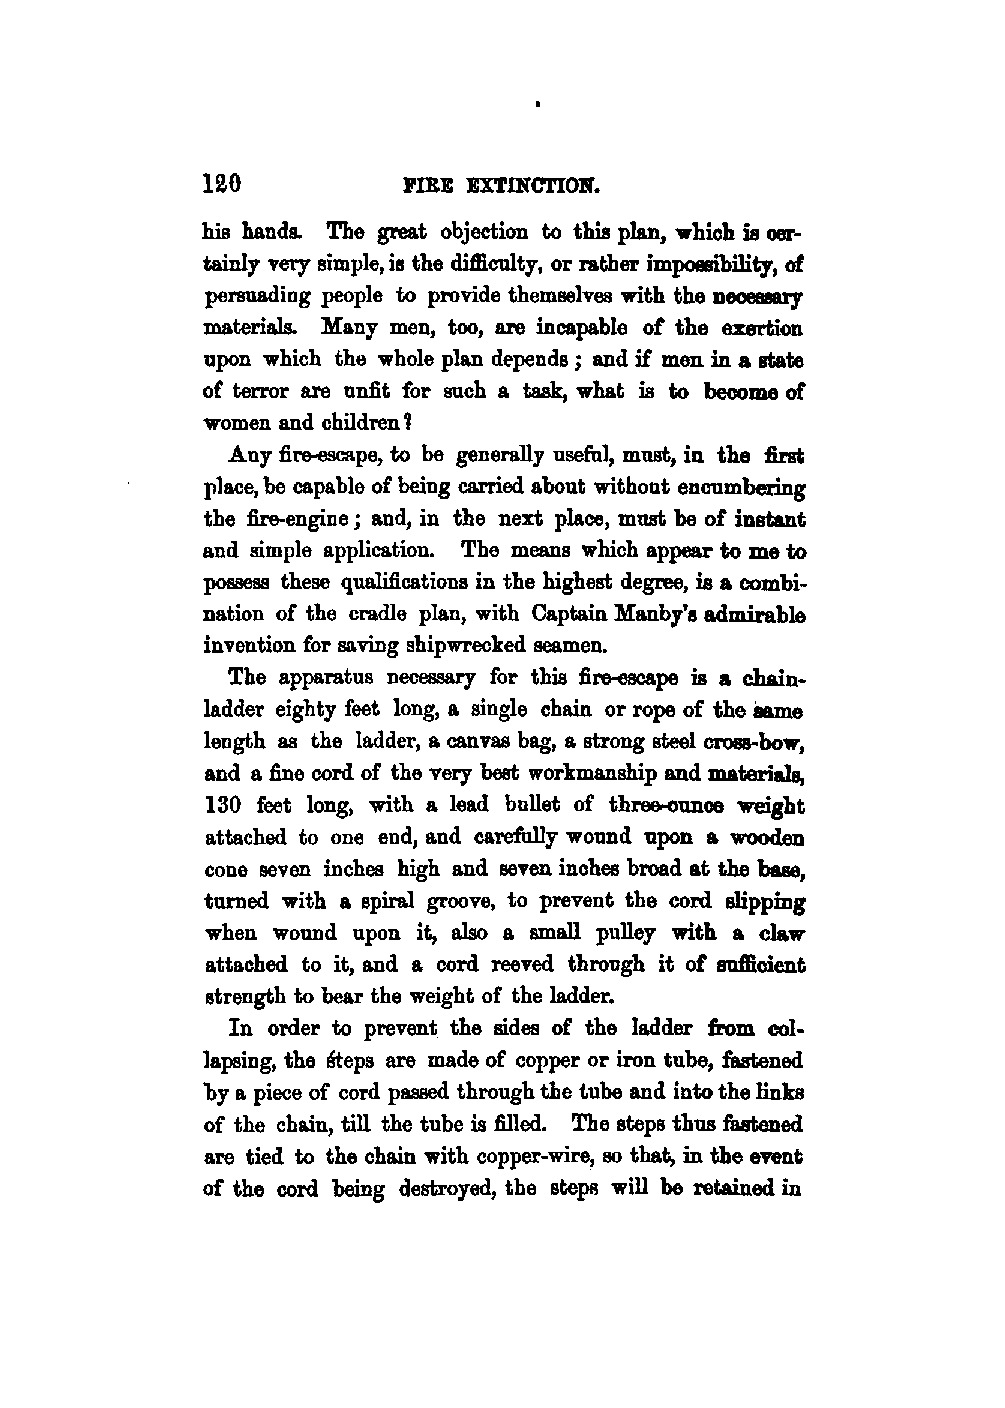 120 FIRE EXTINCTION.
his hands. The great objection to this plan, which is cer-
tainly very simple, is the difficulty, or rather impossibility, of
persuading people to provide themselves with the necessary
materials. Many men, too, are incapable of the exertion
upon which the whole plan depends; and if men in a state
of terror are unfit for such a task, what is to become of
women and children?
Any fire-escape, to be generally useful, must, in the first
place, be capable of being carried about without encumbering
the fire-engine; and, in the next place, must be of instant
and simple application. The means which appear to me to
possess these qualifications in the highest degree, is a combi-
nation of the cradle plan, with Captain Manby's admirable
invention for saving shipwrecked seamen.
The apparatus necessary for this fire-escape is a chain-
ladder eighty feet long, a single chain or rope of the same
length as the ladder, a canvas bag, a strong steel cross-bow,
and a fine cord of the very best workmanship and materials,
130 feet long, with a lead bullet of three-ounce weight
attached to one end, and carefully wound upon a wooden
cone seven inches high and seven inches broad at the base,
turned with a spiral groove, to prevent the cord slipping
when wound upon it, also a small pulley with a claw
attached to it, and a cord reeved through it of sufficient
strength to bear the weight of the ladder.
In order to prevent the sides of the ladder from col-
lapsing, the steps are made of copper or iron tube, fastened
by a piece of cord passed through the tube and into the links
of the chain, till the tube is filled. The steps thus fastened
are tied to the chain with copper-wire, so that, in the event
of the cord being destroyed, the steps will be retained in